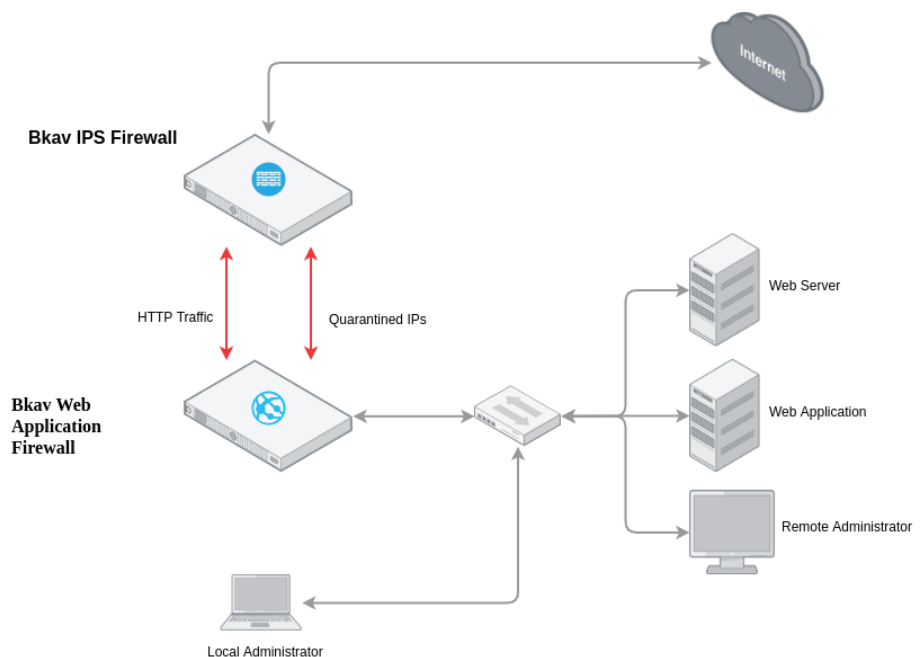 Internet
Bkav IPS Firewall
Web Server
HTTP Traffic
Quarantined IPs
Bkav Web
Application
Firewall
Web Application
Remote Administrator
Local Administrator